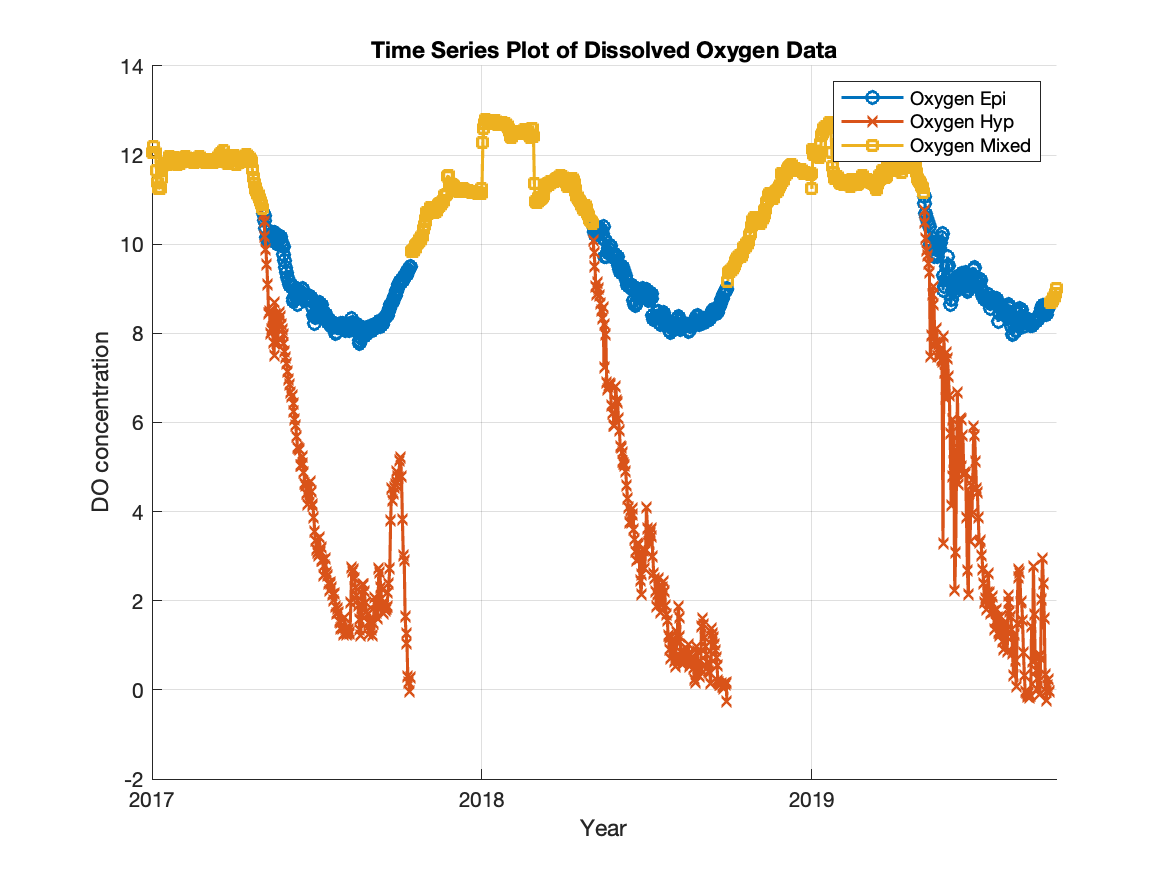 Time Series Plot of Dissolved Oxygen Data
14
12
10
8
6
4
2
0
-2
DO concentration
Oxygen Epi
Oxygen Hyp
Oxygen Mixed
2017
2018
2019
Year